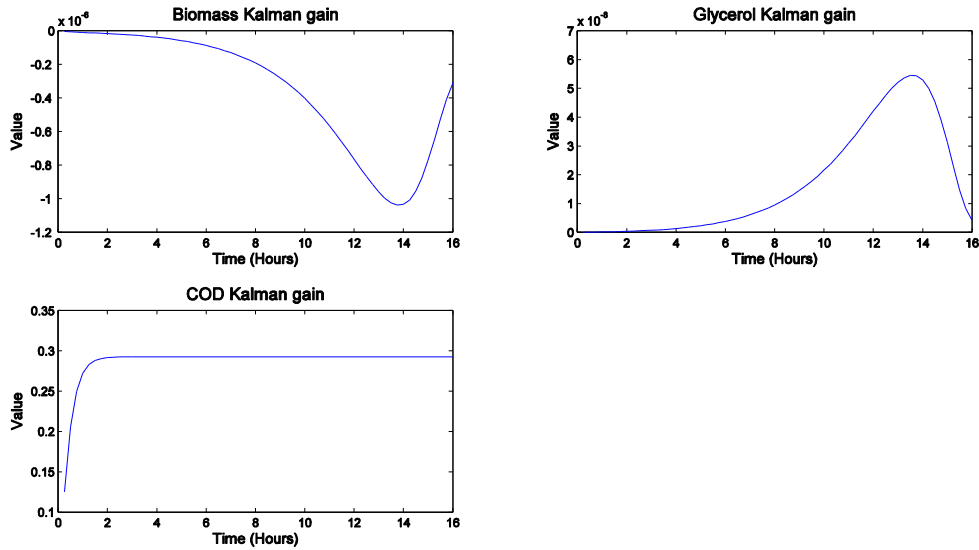 Biomass Kalman gain
x 10⁻⁸
0
-0.2
-0.4
-0.6
-0.8
-1
-1.2
Value
0 2 4 6 8 10 12 14 16
Time (Hours)
Glycerol Kalman gain
x 10⁻⁸
7
6
5
4
3
2
1
0
Value
2 4 6 8 10 12 14 16
Time (Hours)
COD Kalman gain
0.35
0.3
0.25
0.2
0.15
0.1
Value
0 2 4 6 8 10 12 14 16
Time (Hours)